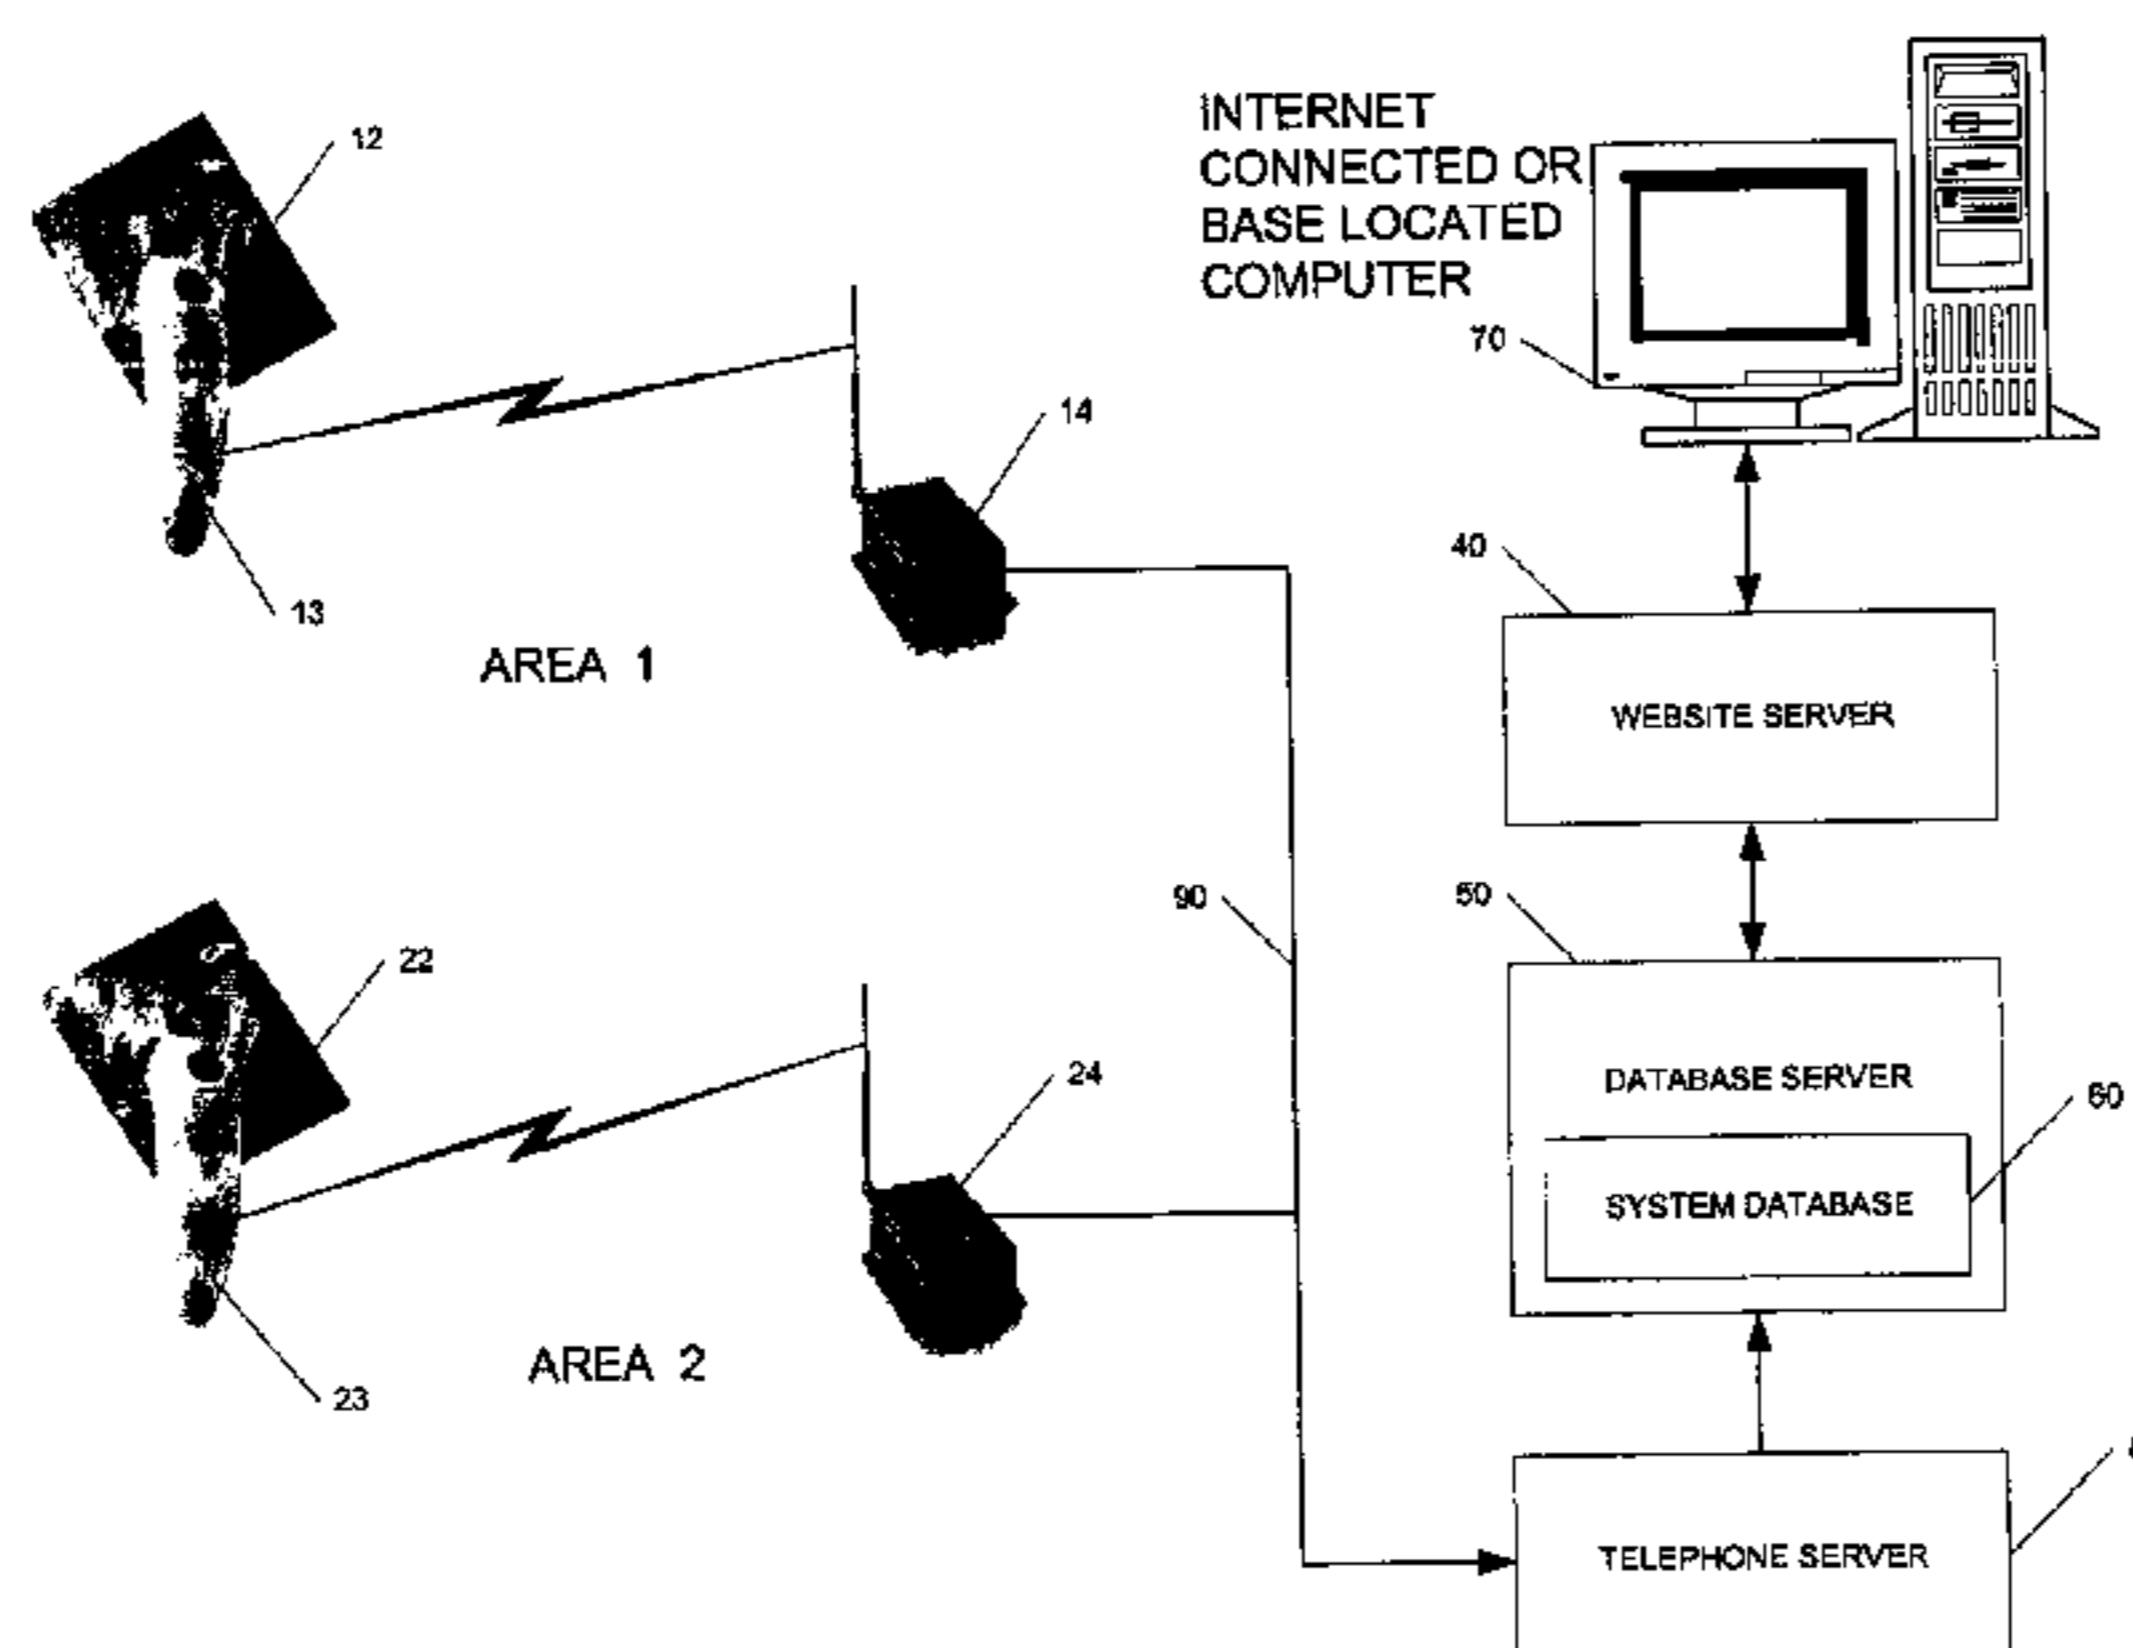 12
INTERNET
CONNECTED OR
BASE LOCATED
COMPUTER
70
14
40
13
AREA 1
WEBSITE SERVER
90
50
22
24
DATABASE SERVER
60
SYSTEM DATABASE
AREA 2
23
TELEPHONE SERVER